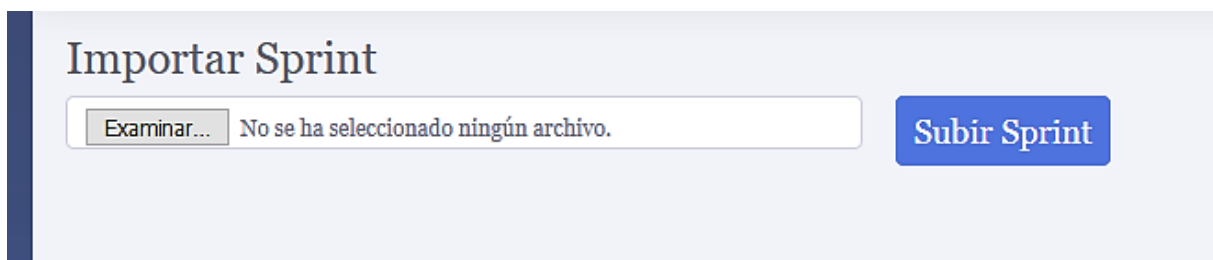 Importar Sprint
Examinar... No se ha seleccionado ningún archivo.
Subir Sprint